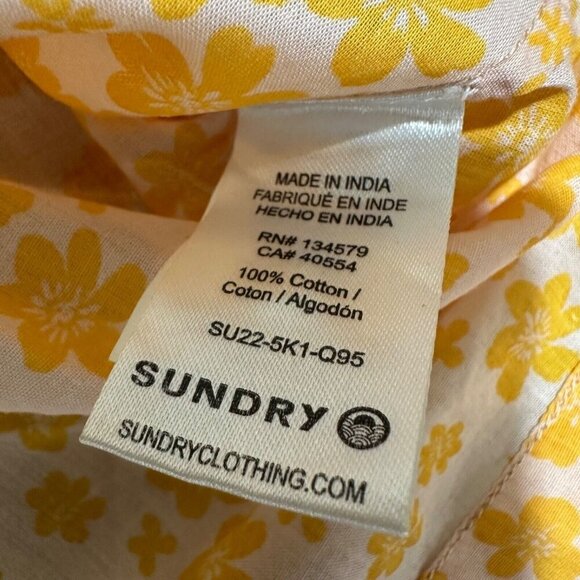 MADE IN INDIA
FABRIQUÉ EN INDE
HECHO EN INDIA
RN# 134579
CA# 40554
100% Cotton /
Coton / Algodón
SU22-5K1-Q95
SUNDRY
SUNDRYCLOTHING.COM